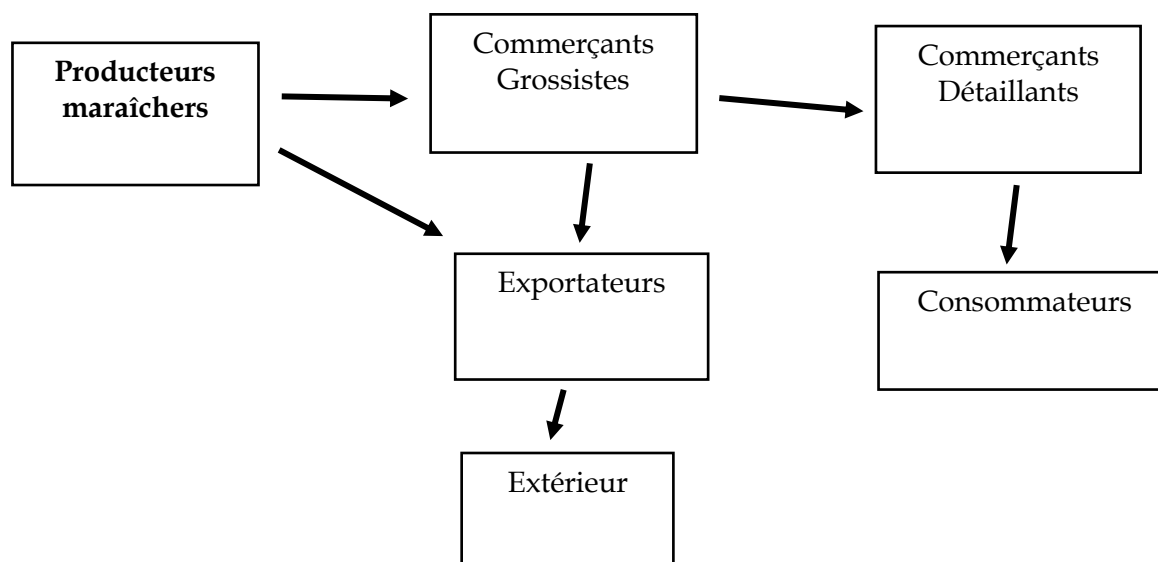 Producteurs
maraîchers
Commerçants
Grossistes
Commerçants
Détaillants
Exportateurs
Consommateurs
Extérieur